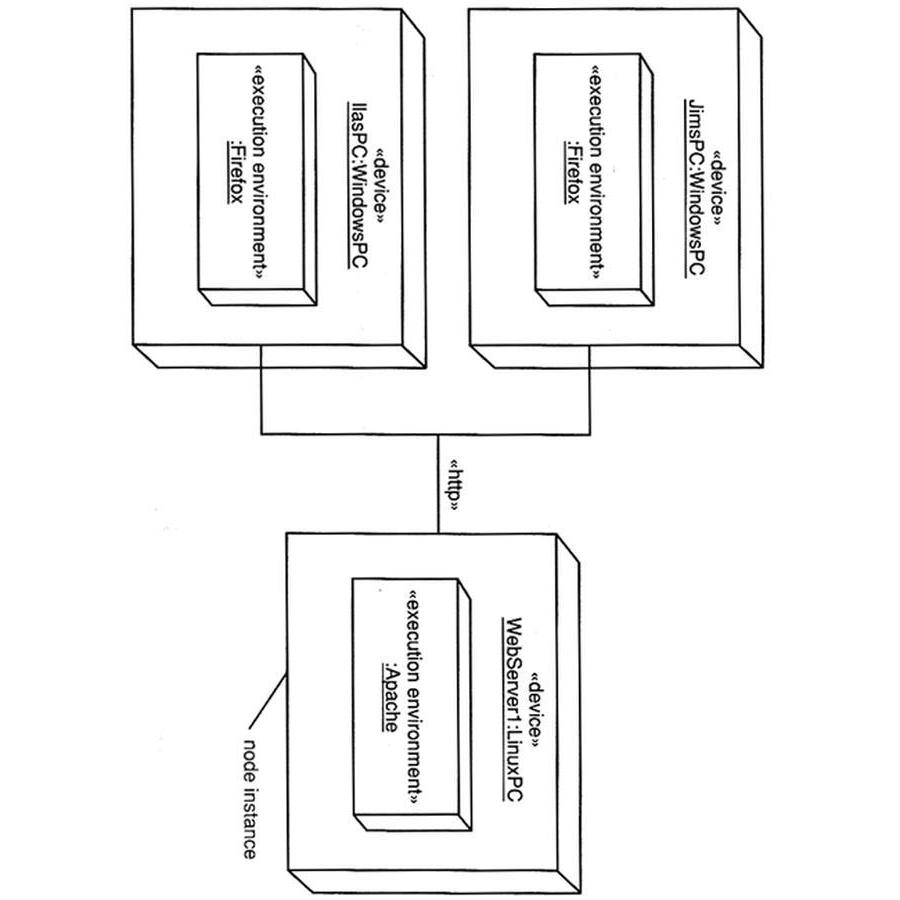 «device»
JimsPC:WindowsPC
«execution environment»
:Firefox
«http»
«device»
WebServer1:LinuxPC
«execution environment»
:Apache
«device»
IlasPC:WindowsPC
«execution environment»
:Firefox
node instance